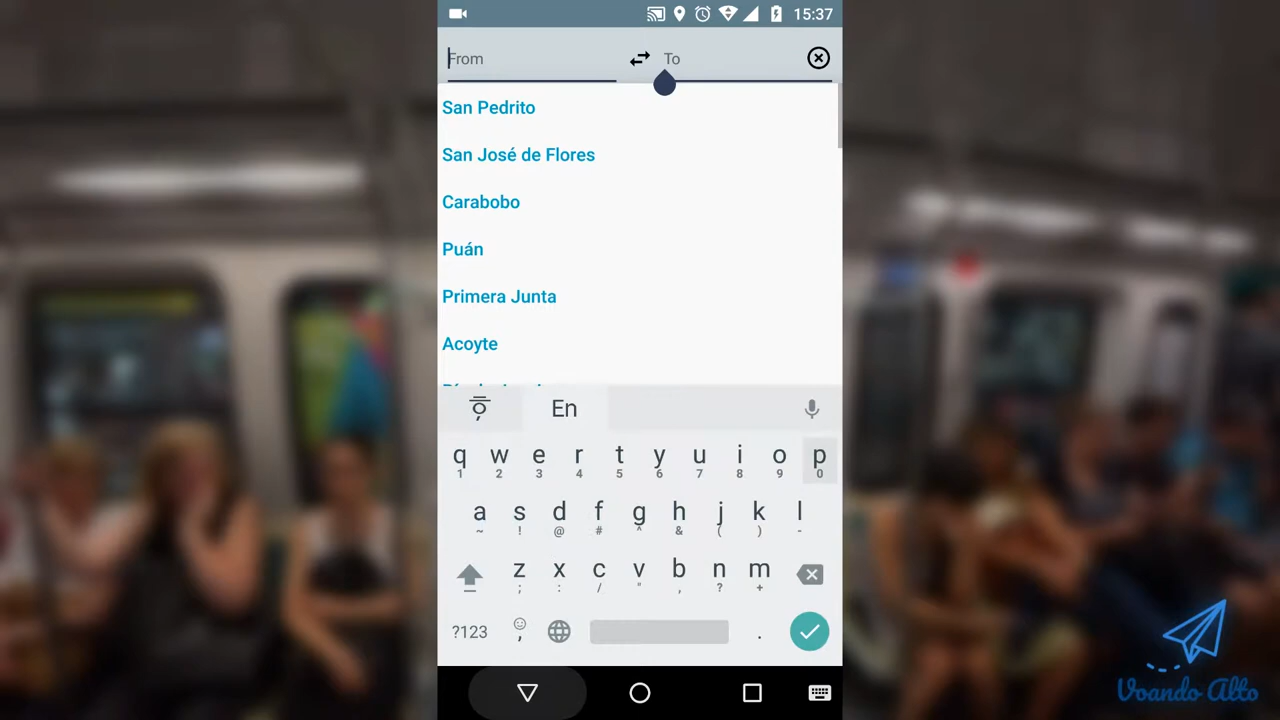 15:37
From To
San Pedrito
San José de Flores
Carabobo
Puán
Primera Junta
Acoyte
En
q w e r t y u i o p
1 2 3 4 5 6 7 8 9 0
a s d f g h j k l
~ ! @ # ^ & ( ) -
z x c v b n m
; : / " , ? +
?123 , .
Voando Alto